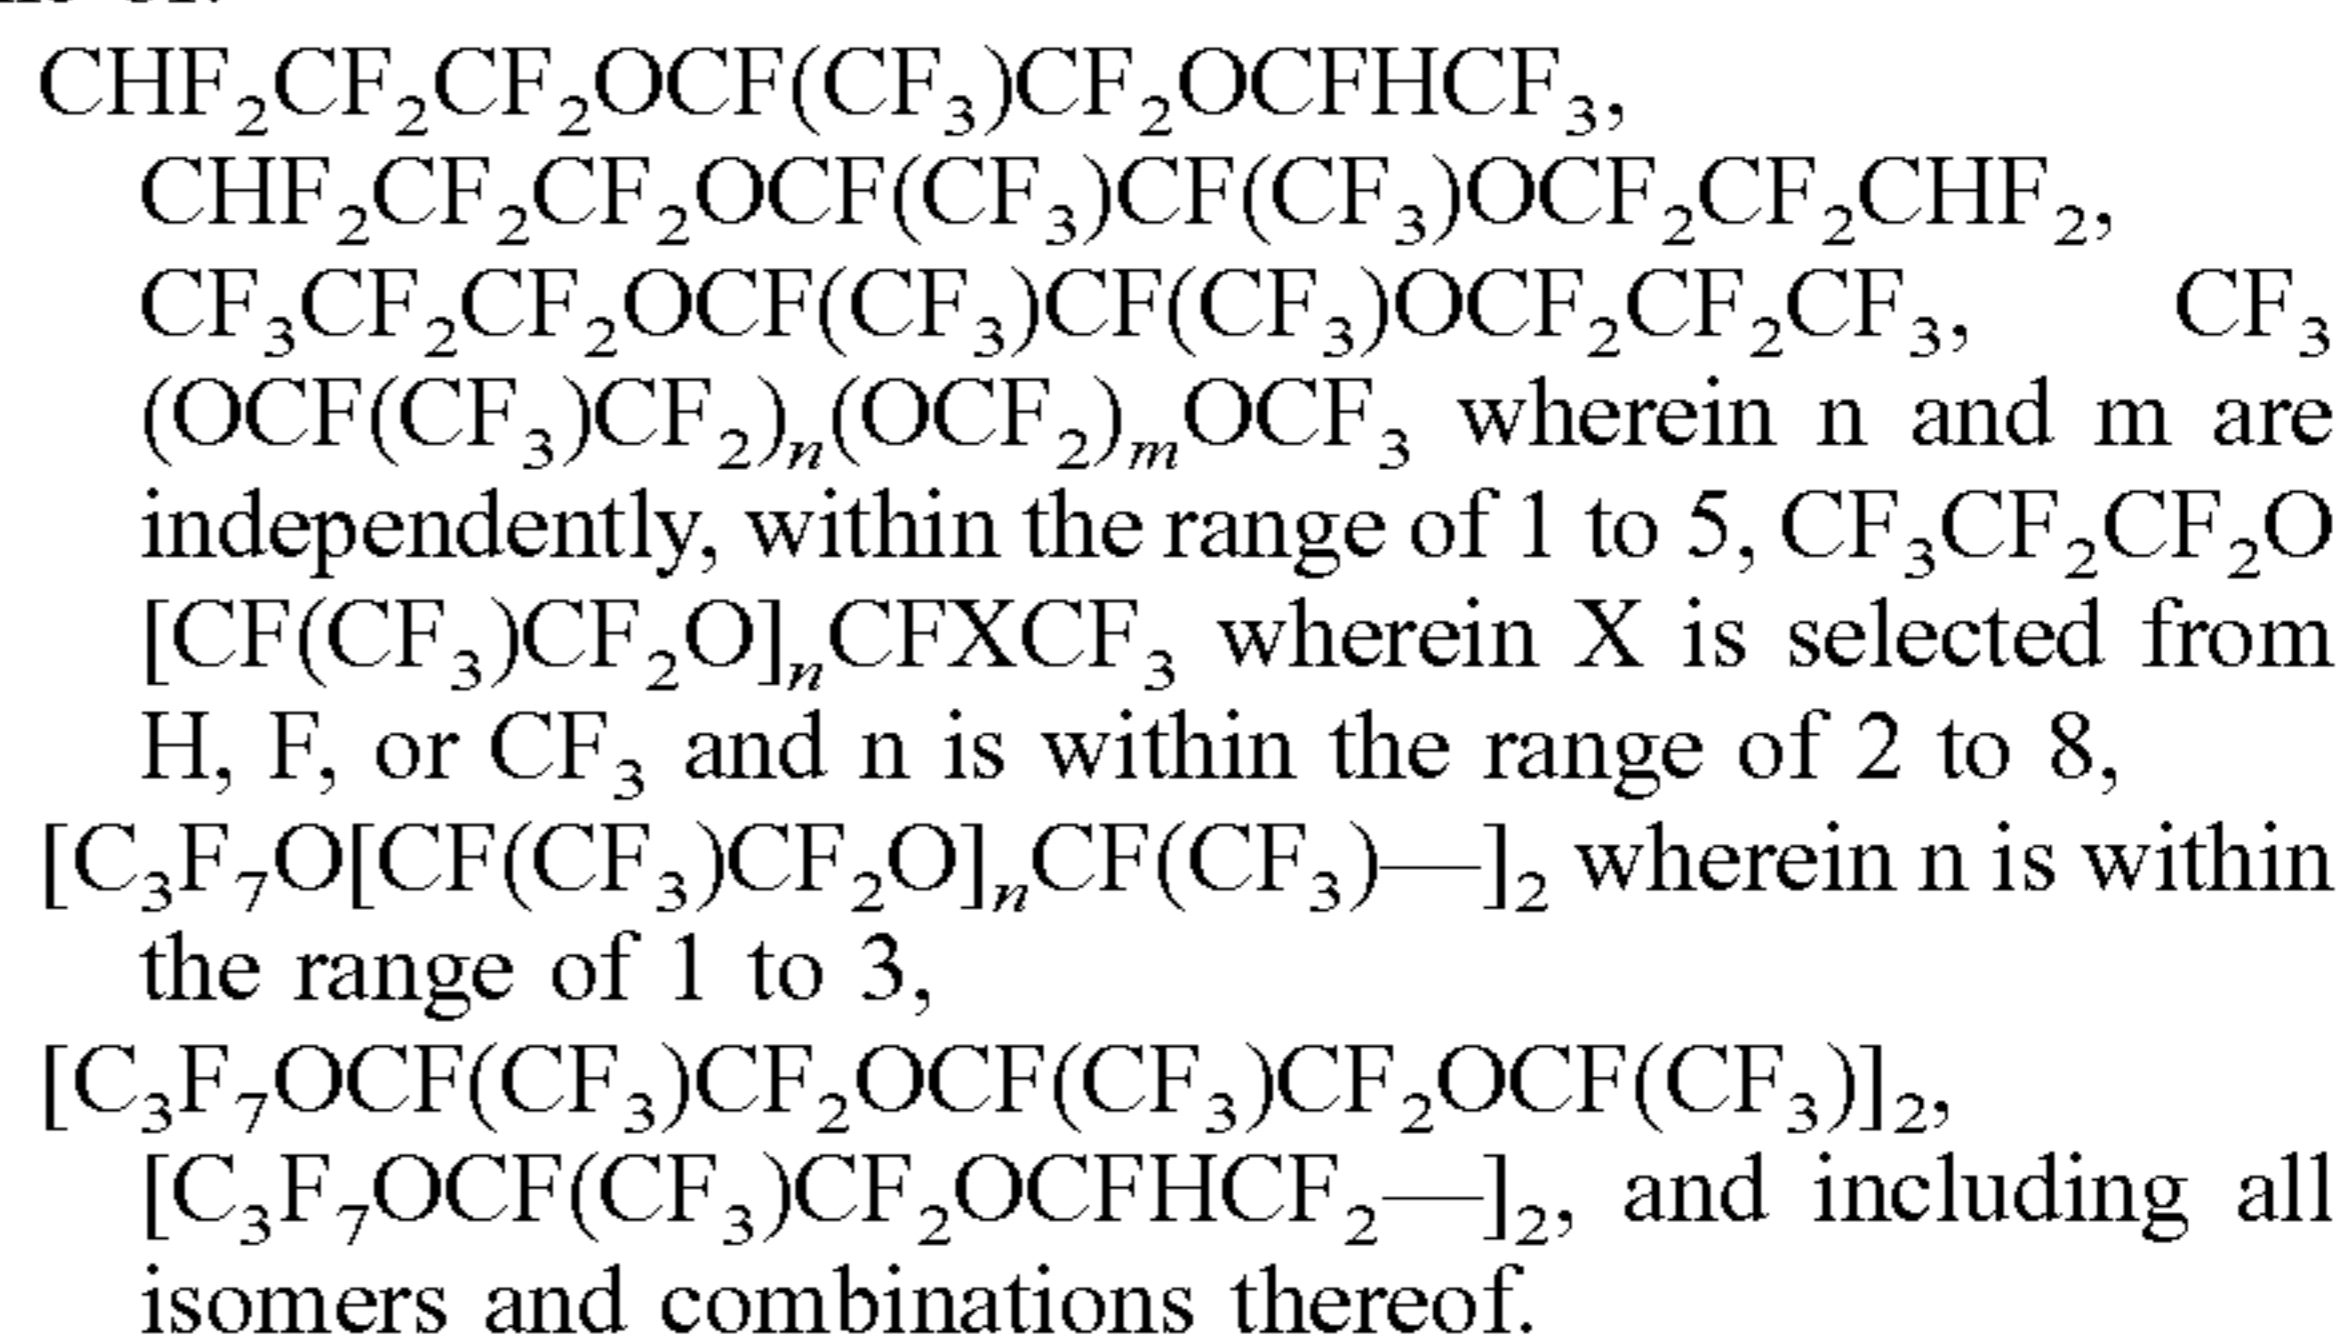 CHF₂CF₂CF₂OCF(CF₃)CF₂OCFHCF₃,
CHF₂CF₂CF₂OCF(CF₃)CF(CF₃)OCF₂CF₂CHF₂,
CF₃CF₂CF₂OCF(CF₃)CF(CF₃)OCF₂CF₂CF₃, CF₃
(OCF(CF₃)CF₂)ₙ(OCF₂)ₘOCF₃ wherein n and m are
independently, within the range of 1 to 5, CF₃CF₂CF₂O
[CF(CF₃)CF₂O]ₙCFXCF₃ wherein X is selected from
H, F, or CF₃ and n is within the range of 2 to 8,
[C₃F₇O[CF(CF₃)CF₂O]ₙCF(CF₃)—]₂ wherein n is within
the range of 1 to 3,
[C₃F₇OCF(CF₃)CF₂OCF(CF₃)CF₂OCF(CF₃)]₂,
[C₃F₇OCF(CF₃)CF₂OCFHCF₂—]₂, and including all
isomers and combinations thereof.